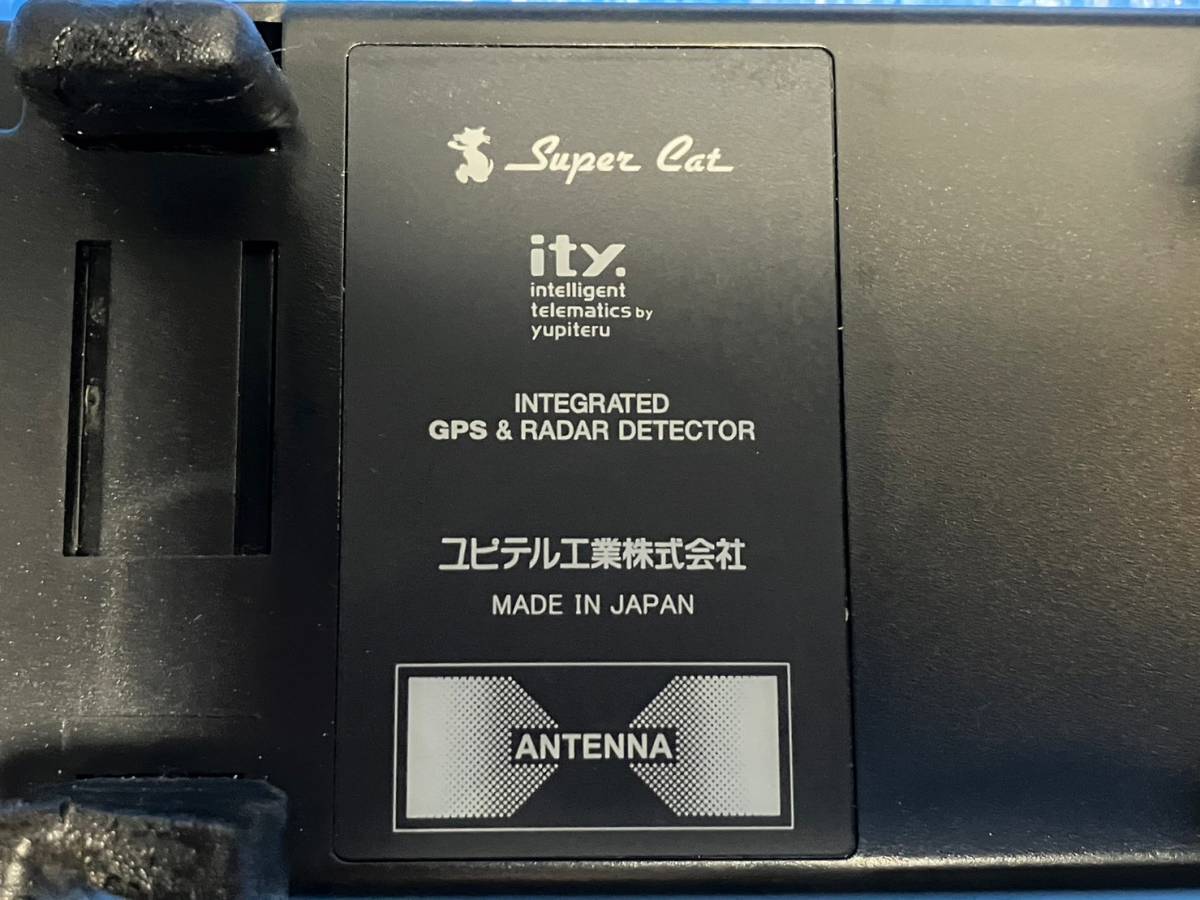 Super Cat
ity.
intelligent
telematics by
yupiteru
INTEGRATED
GPS & RADAR DETECTOR
ユピテル工業株式会社
MADE IN JAPAN
ANTENNA